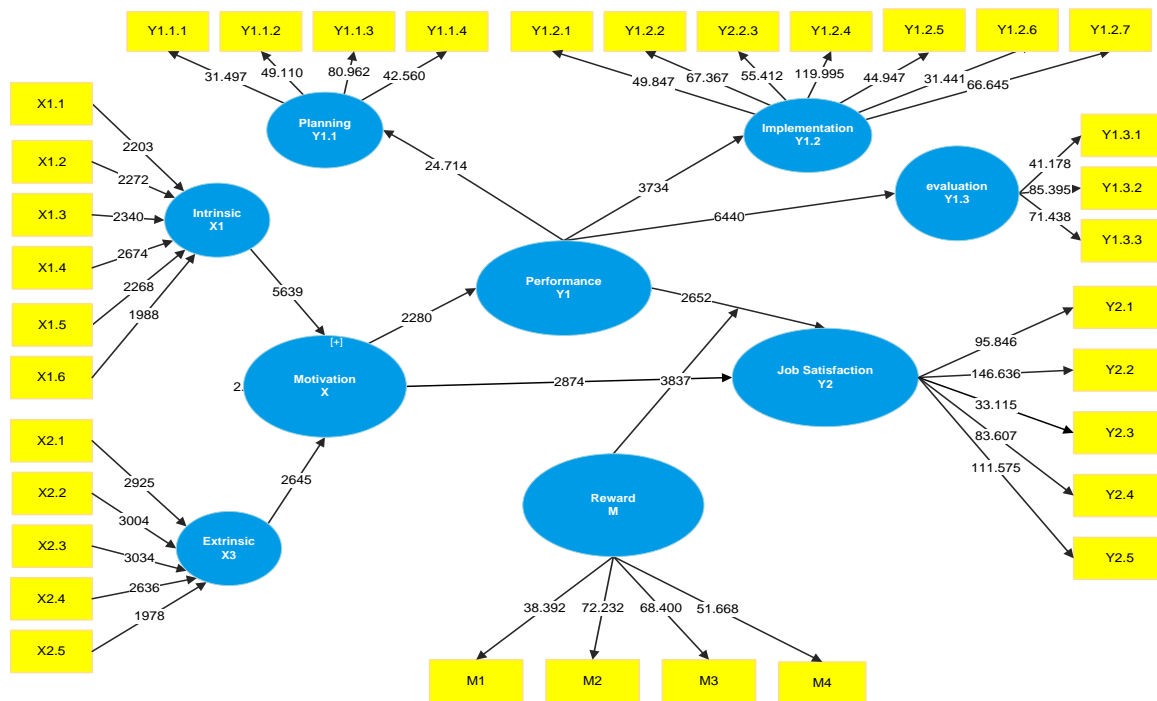 Y1.1.1
Y1.1.2
Y1.1.3
Y1.1.4
Y1.2.1
Y1.2.2
Y2.2.3
Y1.2.4
Y1.2.5
Y1.2.6
Y1.2.7
31.497
49.110
80.962
42.560
49.847
67.367
55.412
119.995
44.947
31.441
66.645
X1.1
X1.2
X1.3
X1.4
X1.5
X1.6
2203
2272
2340
2674
2268
1988
Planning
Y1.1
Implementation
Y1.2
evaluation
Y1.3
Y1.3.1
Y1.3.2
Y1.3.3
41.178
85.395
71.438
24.714
3734
6440
Intrinsic
X1
5639
Performance
Y1
2280
2652
[+]
Motivation
X
2.
2874
3837
Job Satisfaction
Y2
Y2.1
Y2.2
Y2.3
Y2.4
Y2.5
95.846
146.636
33.115
83.607
111.575
X2.1
X2.2
X2.3
X2.4
X2.5
2925
3004
3034
2636
1978
2645
Extrinsic
X3
Reward
M
38.392
72.232
68.400
51.668
M1
M2
M3
M4